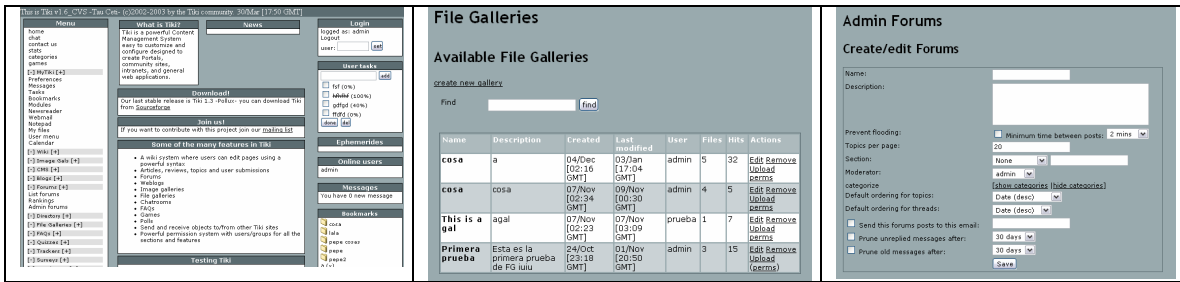 This is Tiki v1.6_CVS -Tau Ceti- (c)2002-2003 by the Tiki community 30/Mar [17:50 GMT]
Menu
home
chat
contact us
stats
categories
games
[-] MyTiki [+]
Preferences
Messages
Tasks
Bookmarks
Modules
Newsreader
Webmail
Notepad
My files
User menu
Calendar
[-] Wiki [+]
[-] Image Gals [+]
[-] CMS [+]
[-] Blogs [+]
[-] Forums [+]
List forums
Rankings
Admin forums
[-] Directory [+]
[-] File Galleries [+]
[-] FAQs [+]
[-] Quizzes [+]
[-] Trackers [+]
[-] Surveys [+]
What is Tiki?
Tiki is a powerful Content
Management System
easy to customize and
configure designed to
create Portals,
community sites,
intranets, and general
web applications.
News
Download!
Our last stable release is Tiki 1.3 -Pollux- you can download Tiki
from Sourceforge
Join us!
If you want to contribute with this project join our mailing list
Some of the many features in Tiki
• A wiki system where users can edit pages using a
powerful syntax
• Articles, reviews, topics and user submissions
• Forums
• Weblogs
• Image galleries
• File galleries
• Chatrooms
• FAQs
• Games
• Polls
• Send and receive objects to/from other Tiki sites
• Powerful permission system with users/groups for all the
sections and features
Testing Tiki
Login
logged as: admin
Logout
user: set
User tasks
add
fsf (0%)
(100%)
gdfgd (40%)
ffdfd (0%)
done del
Ephemerides
Online users
admin
Messages
You have 0 new message
Bookmarks
cosa
lala
pepe cosas
pepe
pepe2
File Galleries
Available File Galleries
create new gallery
Find find
Name Description Created Last modified User Files Hits Actions
cosa a 04/Dec [02:16 GMT] 03/Jan [17:04 GMT] admin 5 32 Edit Remove Upload perms
cosa cosa 07/Nov [02:34 GMT] 09/Nov [00:30 GMT] admin 4 5 Edit Remove Upload perms
This is a gal agal 07/Nov [02:23 GMT] 07/Nov [03:09 GMT] prueba 1 7 Edit Remove Upload perms
Primera prueba Esta es la primera prueba de FG iuiu 24/Oct [23:18 GMT] 01/Nov [20:50 GMT] admin 3 15 Edit Remove Upload (perms)
Admin Forums
Create/edit Forums
Name:
Description:
Prevent flooding: Minimum time between posts: 2 mins
Topics per page: 20
Section: None
Moderator: admin
categorize [show categories |hide categories]
Default ordering for topics: Date (desc)
Default ordering for threads: Date (desc)
Send this forums posts to this email:
Prune unreplied messages after: 30 days
Prune old messages after: 30 days
Save